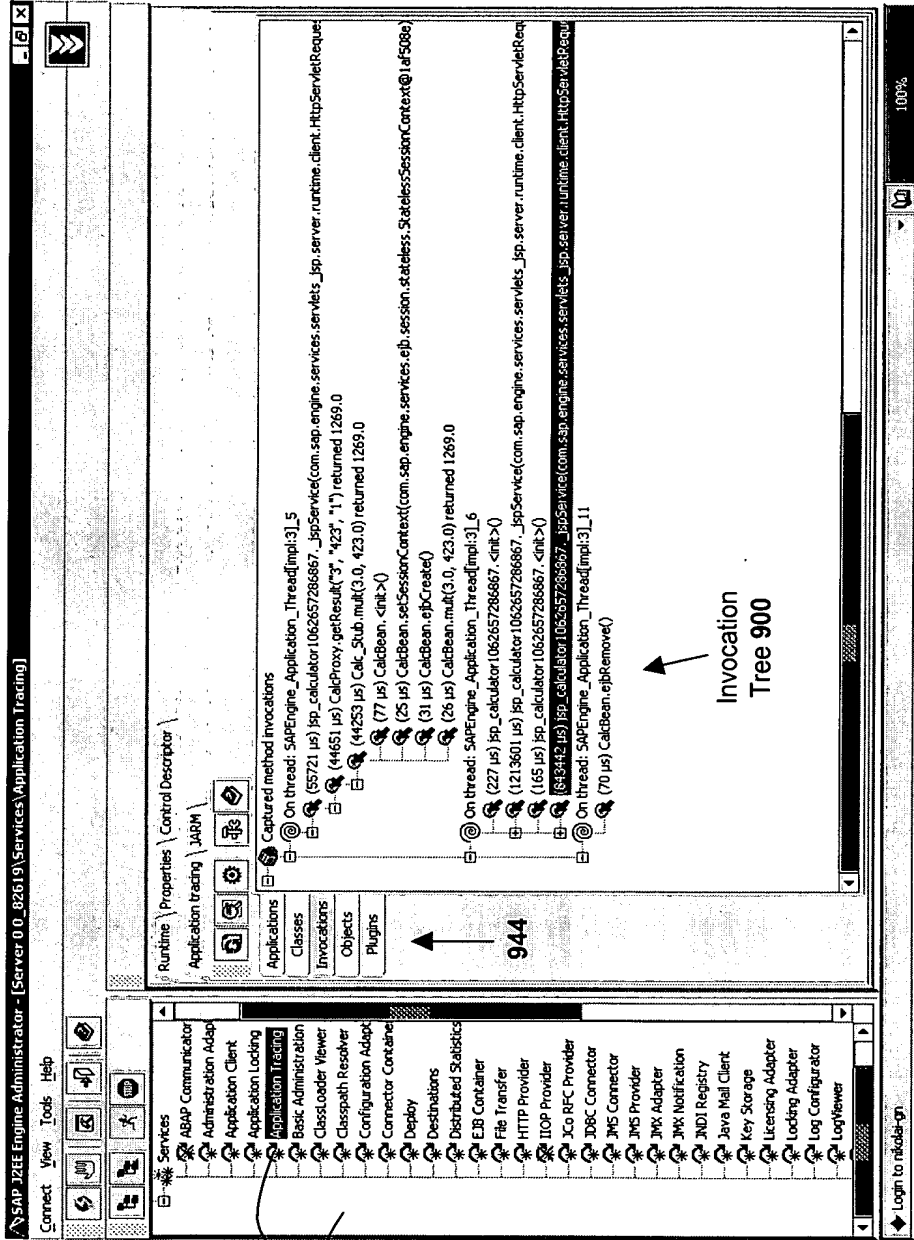 SAP J2EE Engine Administrator - [Server 0 0_82619\Services\Application Tracing]
Connect View Tools Help
Services
ABAP Communicator
Administration Adap
Application Client
Application Locking
Application Tracing
Basic Administration
ClassLoader Viewer
Classpath Resolver
Configuration Adapt
Connector Containe
Deploy
Destinations
Distributed Statistics
EJB Container
File Transfer
HTTP Provider
IIOP Provider
JCo RFC Provider
JDBC Connector
JMS Connector
JMS Provider
JMX Adapter
JMX Notification
JNDI Registry
Java Mail Client
Key Storage
Licensing Adapter
Locking Adapter
Log Configurator
LogViewer
Runtime Properties Control Descriptor
Application tracing JARM
Applications
Classes
Invocations
Objects
Plugins
944
Captured method invocations
On thread: SAPEngine_Application_Thread[impl:3]_5
(55721 µs) jsp_calculator1062657286867._jspService(com.sap.engine.services.servlets_jsp.server.runtime.client.HttpServletReques
(44651 µs) CalcProxy.getResult("3", "423", "1") returned 1269.0
(44253 µs) Calc_Stub.mult(3.0, 423.0) returned 1269.0
(77 µs) CalcBean.<init>()
(25 µs) CalcBean.setSessionContext(com.sap.engine.services.ejb.session.stateless.StatelessSessionContext@1af508e)
(31 µs) CalcBean.ejbCreate()
(26 µs) CalcBean.mult(3.0, 423.0) returned 1269.0
On thread: SAPEngine_Application_Thread[impl:3]_6
(227 µs) jsp_calculator1062657286867.<init>()
(1213601 µs) jsp_calculator1062657286867._jspService(com.sap.engine.services.servlets_jsp.server.runtime.client.HttpServletRequ
(165 µs) jsp_calculator1062657286867.<init>()
(843442 µs) jsp_calculator1062657286867._jspService(com.sap.engine.services.servlets_jsp.server.runtime.client.HttpServletReque
On thread: SAPEngine_Application_Thread[impl:3]_11
(70 µs) CalcBean.ejbRemove()
Invocation
Tree 900
Login to nikola-gn
100%